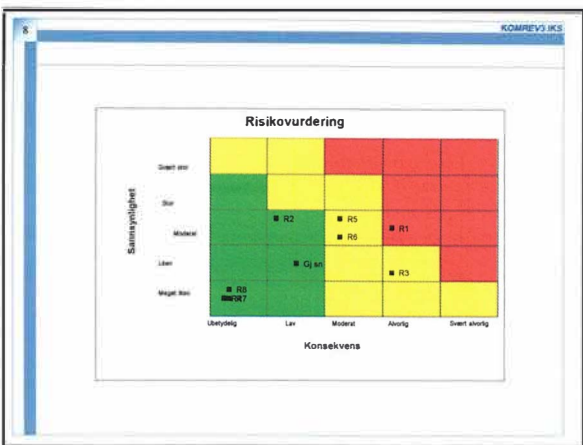 8
KOMREV3 IKS
Risikovurdering
Sannsynlighet
Svært stor
Stor
Moderat
Liten
Meget liten
R2
R5
R6
R1
Gj sn
R3
R8
Ubetydelig
Lav
Moderat
Alvorlig
Svært alvorlig
Konsekvens